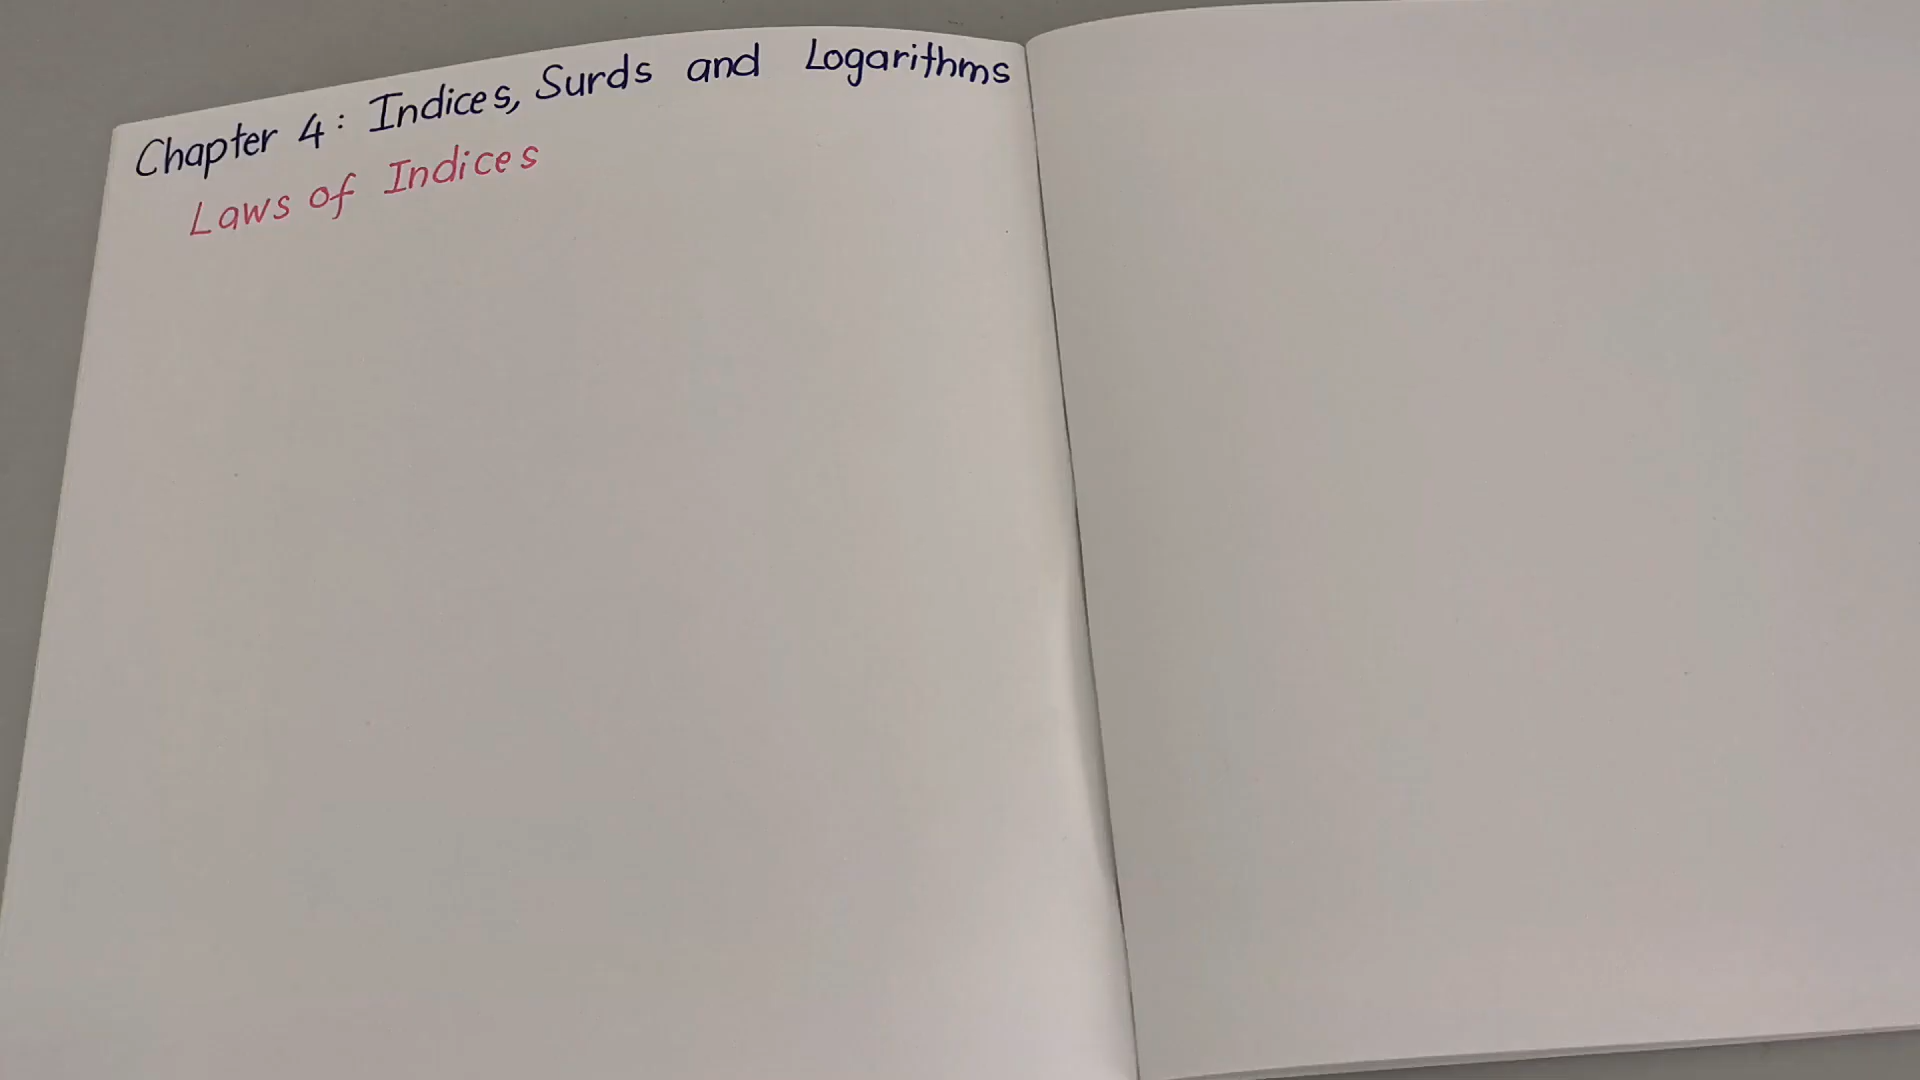 Chapter 4: Indices, Surds and Logarithms
Laws of Indices